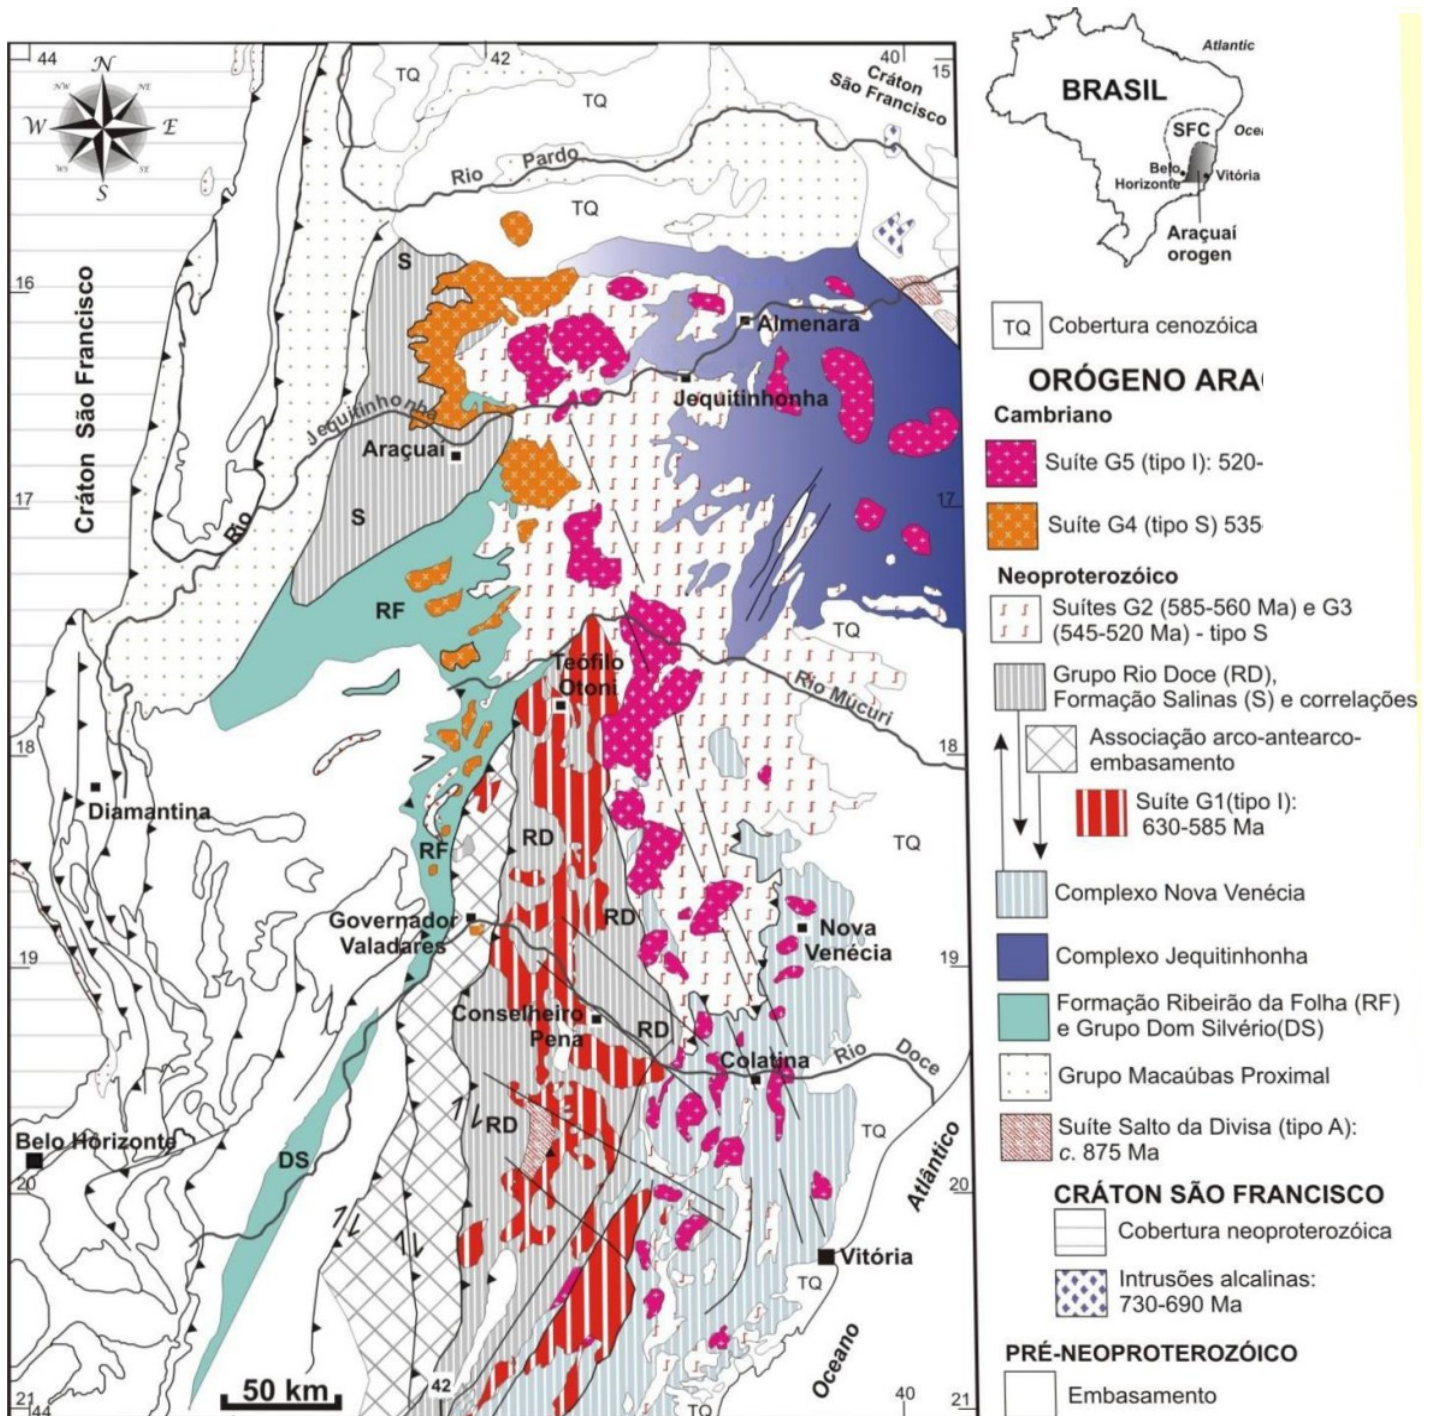 44
42
40
15
N
NW
NE
W
E
WS
SE
S
TQ
TQ
Cráton
São Francisco
Rio Pardo
TQ
Cráton São Francisco
16
S
Almenara
Jequitinhonha
Jequitinhonha
Araçuaí
17
17
S
Rio
RF
TQ
Teófilo
Otoni
Rio Mucuri
18
18
Diamantina
RF
RD
TQ
Governador
Valadares
RD
Nova
Venécia
19
19
Conselheiro
Pena
RD
Colatina
Rio Doce
RD
TQ
Belo Horizonte
DS
20
20
Atlântico
Vitória
TQ
Oceano
50 km
42
40
21
44
21
TQ
Atlantic
BRASIL
SFC
Belo
Horizonte
Vitória
Araçuaí
orogen
TQ Cobertura cenozóica
Cambriano
Suíte G5 (tipo I): 520-
Suíte G4 (tipo S) 535-
Neoproterozóico
Suítes G2 (585-560 Ma) e G3
(545-520 Ma) - tipo S
Grupo Rio Doce (RD),
Formação Salinas (S) e correlações
Associação arco-antearco-
embasamento
Suíte G1(tipo I):
630-585 Ma
Complexo Nova Venécia
Complexo Jequitinhonha
Formação Ribeirão da Folha (RF)
e Grupo Dom Silvério(DS)
Grupo Macaúbas Proximal
Suíte Salto da Divisa (tipo A):
c. 875 Ma
CRÁTON SÃO FRANCISCO
Cobertura neoproterozóica
Intrusões alcalinas:
730-690 Ma
PRÉ-NEOPROTEROZÓICO
Embasamento